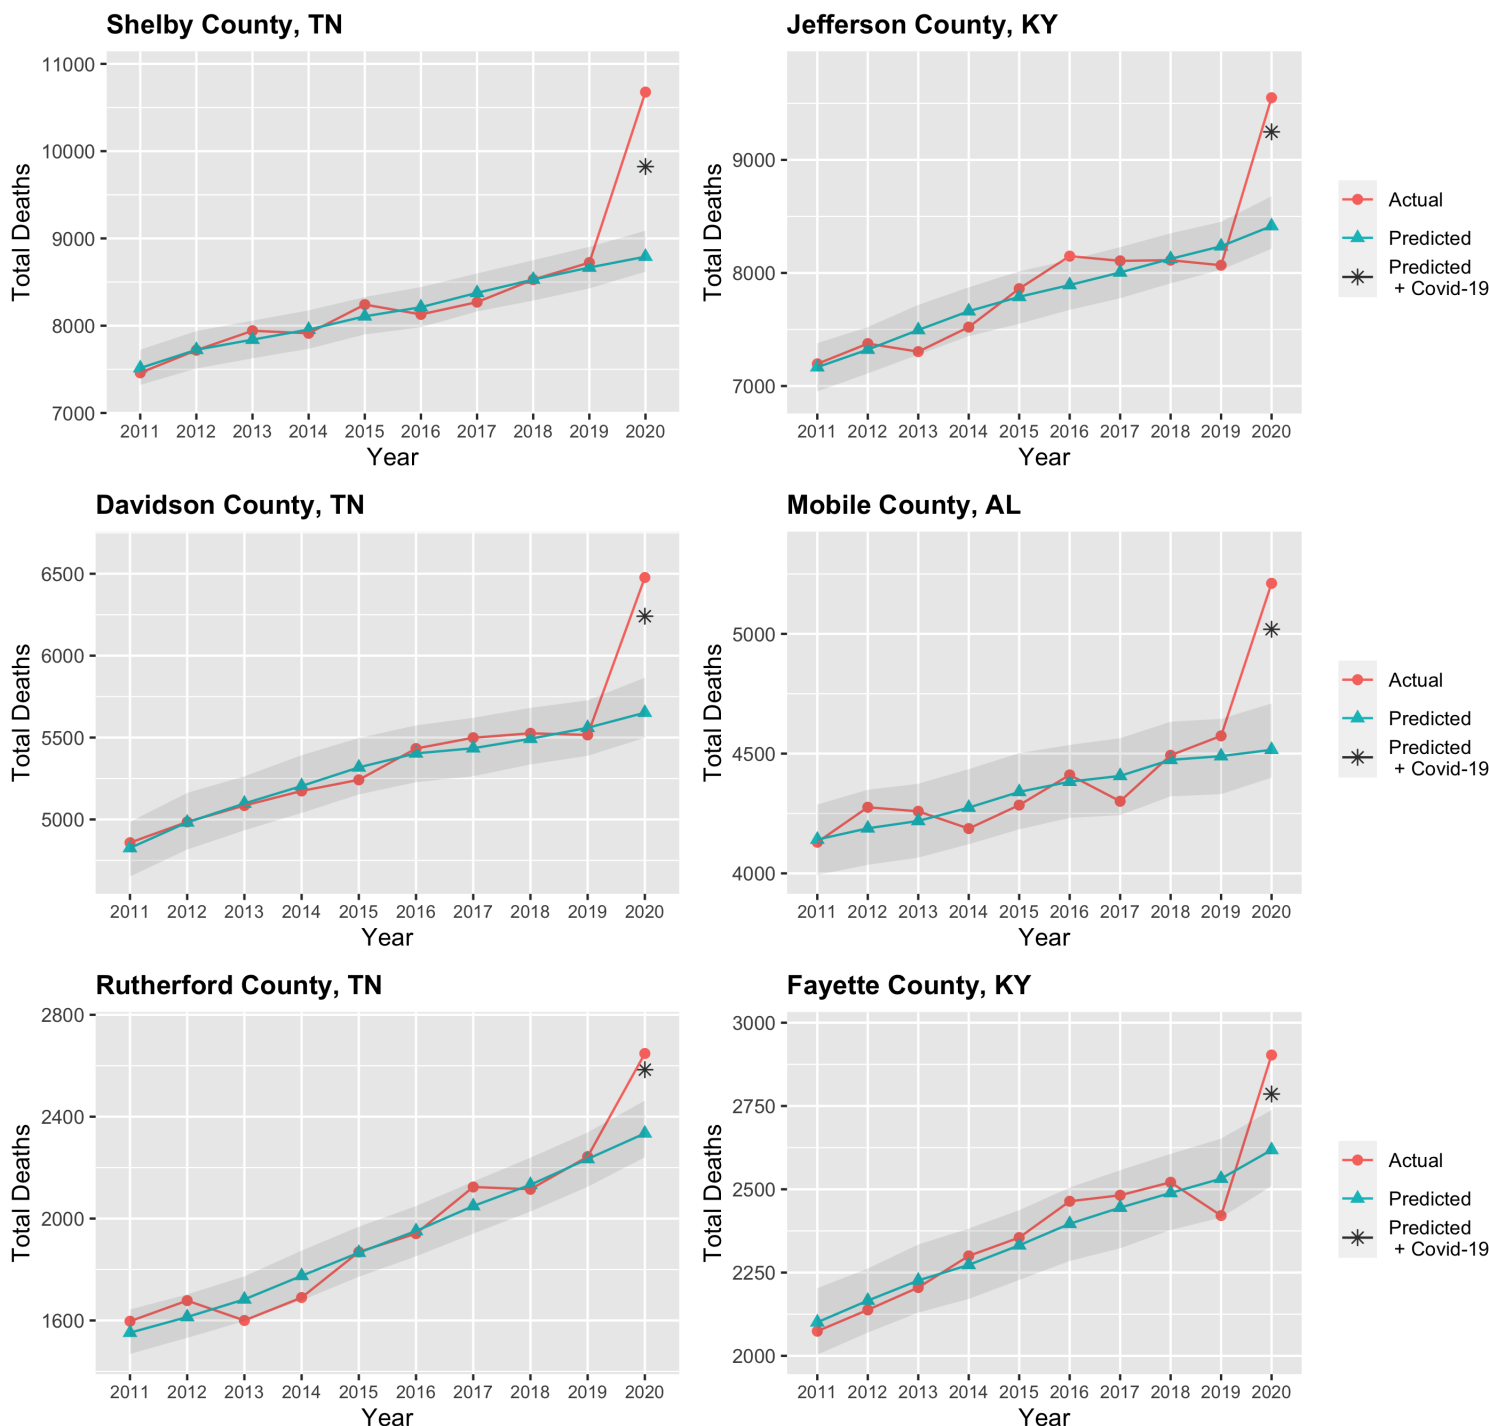 Shelby County, TN
Total Deaths
11000
10000
9000
8000
7000
2011 2012 2013 2014 2015 2016 2017 2018 2019 2020
Year
Jefferson County, KY
Total Deaths
9000
8000
7000
2011 2012 2013 2014 2015 2016 2017 2018 2019 2020
Year
Actual
Predicted
Predicted
+ Covid-19
Davidson County, TN
Total Deaths
6500
6000
5500
5000
2011 2012 2013 2014 2015 2016 2017 2018 2019 2020
Year
Mobile County, AL
Total Deaths
5000
4500
4000
2011 2012 2013 2014 2015 2016 2017 2018 2019 2020
Year
Actual
Predicted
Predicted
+ Covid-19
Rutherford County, TN
Total Deaths
2800
2400
2000
1600
2011 2012 2013 2014 2015 2016 2017 2018 2019 2020
Year
Fayette County, KY
Total Deaths
3000
2750
2500
2250
2000
2011 2012 2013 2014 2015 2016 2017 2018 2019 2020
Year
Actual
Predicted
Predicted
+ Covid-19